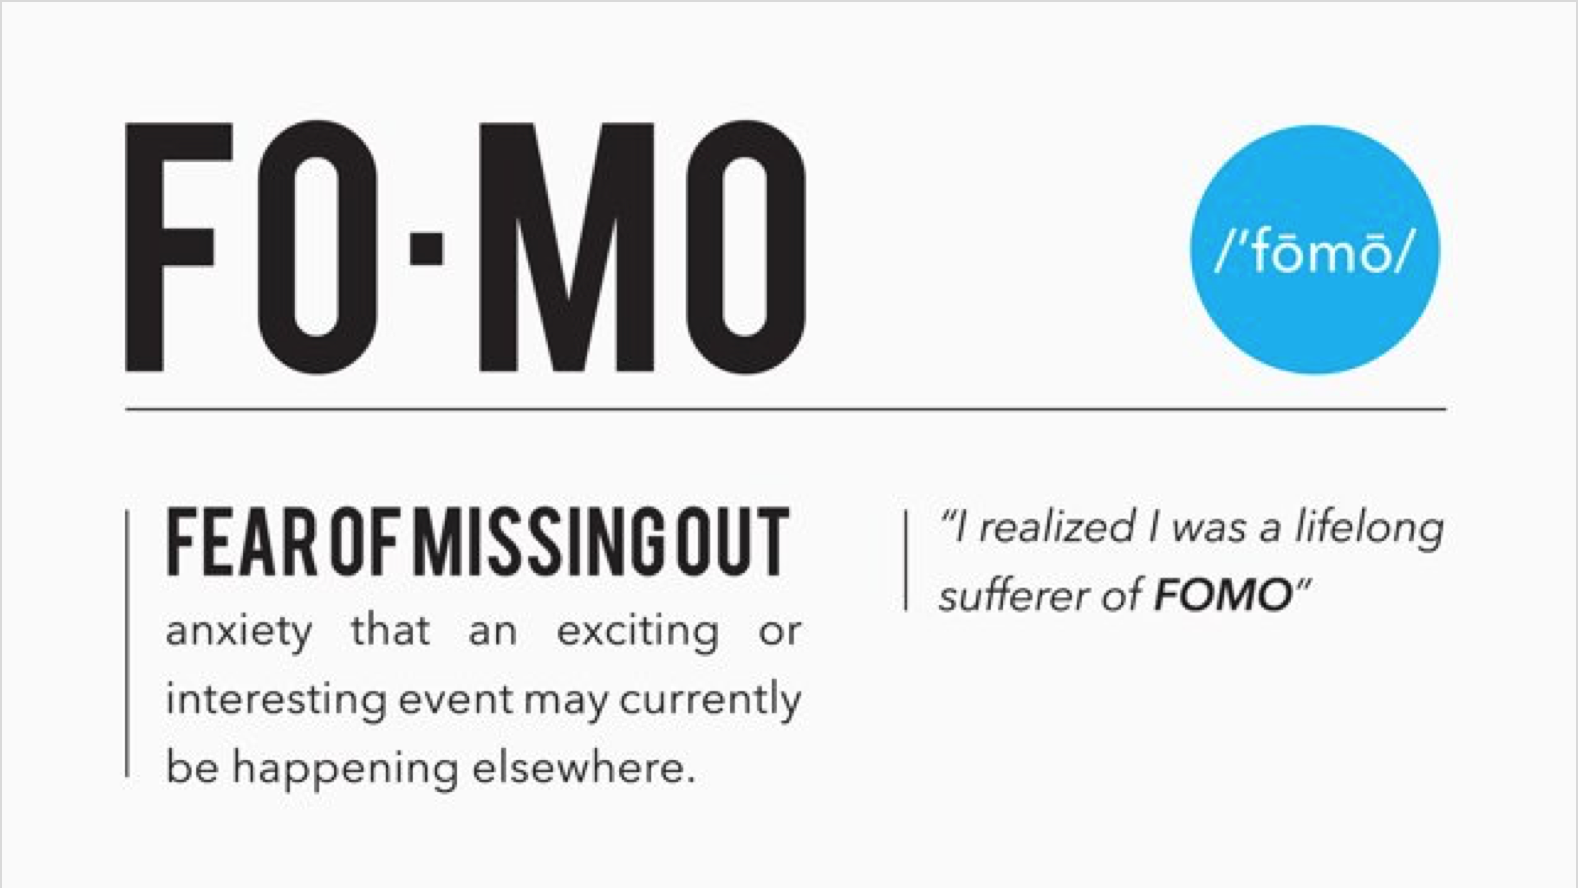 FO·MO
/ʹfōmō/
FEAR OF MISSING OUT
anxiety that an exciting or
interesting event may currently
be happening elsewhere.
“I realized I was a lifelong
sufferer of FOMO”